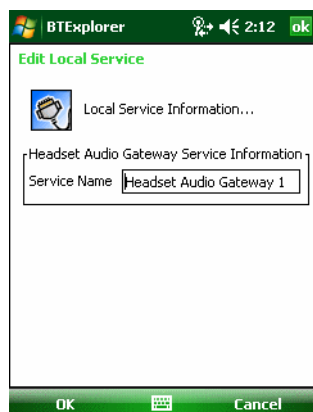 BTExplorer 2:12 ok
Edit Local Service
Local Service Information...
Headset Audio Gateway Service Information
Service Name Headset Audio Gateway 1
OK Cancel